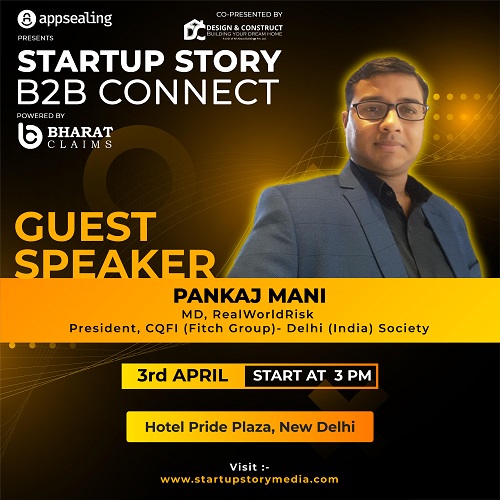 appsealing
PRESENTS
CO-PRESENTED BY
DESIGN & CONSTRUCT
BUILDING YOUR DREAM HOME
STARTUP STORY
B2B CONNECT
POWERED BY
BHARAT
CLAIMS
GUEST
SPEAKER
PANKAJ MANI
MD, RealWorldRisk
President, CQFI (Fitch Group)- Delhi (India) Society
3rd APRIL
START AT 3 PM
Hotel Pride Plaza, New Delhi
Visit :-
www.startupstorymedia.com